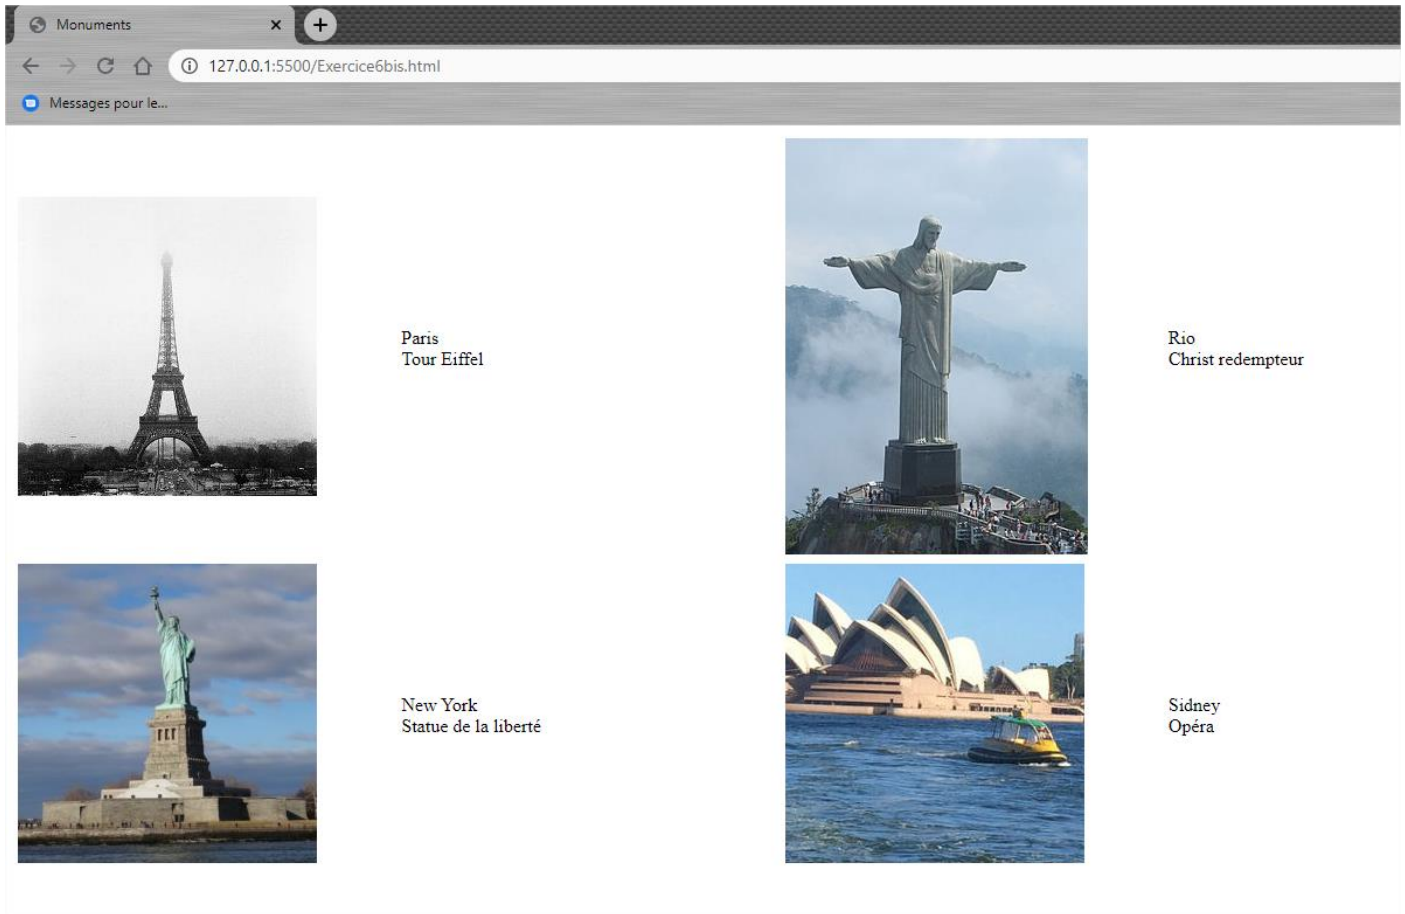 Monuments
127.0.0.1:5500/Exercice6bis.html
Messages pour le...
Paris
Tour Eiffel
Rio
Christ redempteur
New York
Statue de la liberté
Sidney
Opéra